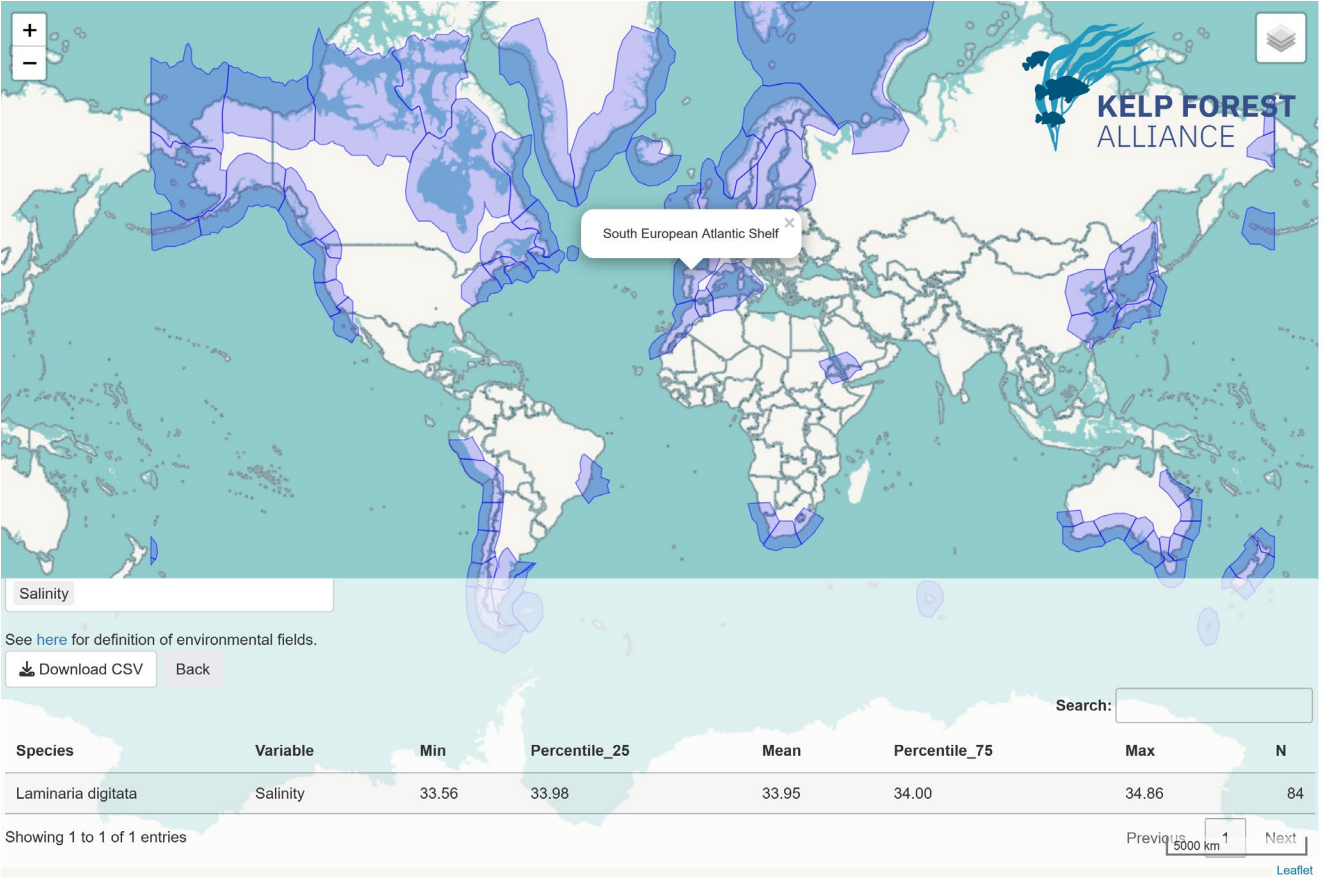 +
−
KELP FOREST
ALLIANCE
South European Atlantic Shelf ×
Salinity
See here for definition of environmental fields.
Download CSV Back
Search:
Species Variable Min Percentile_25 Mean Percentile_75 Max N
Laminaria digitata Salinity 33.56 33.98 33.95 34.00 34.86 84
Showing 1 to 1 of 1 entries
Previous 1 Next
5000 km
Leaflet